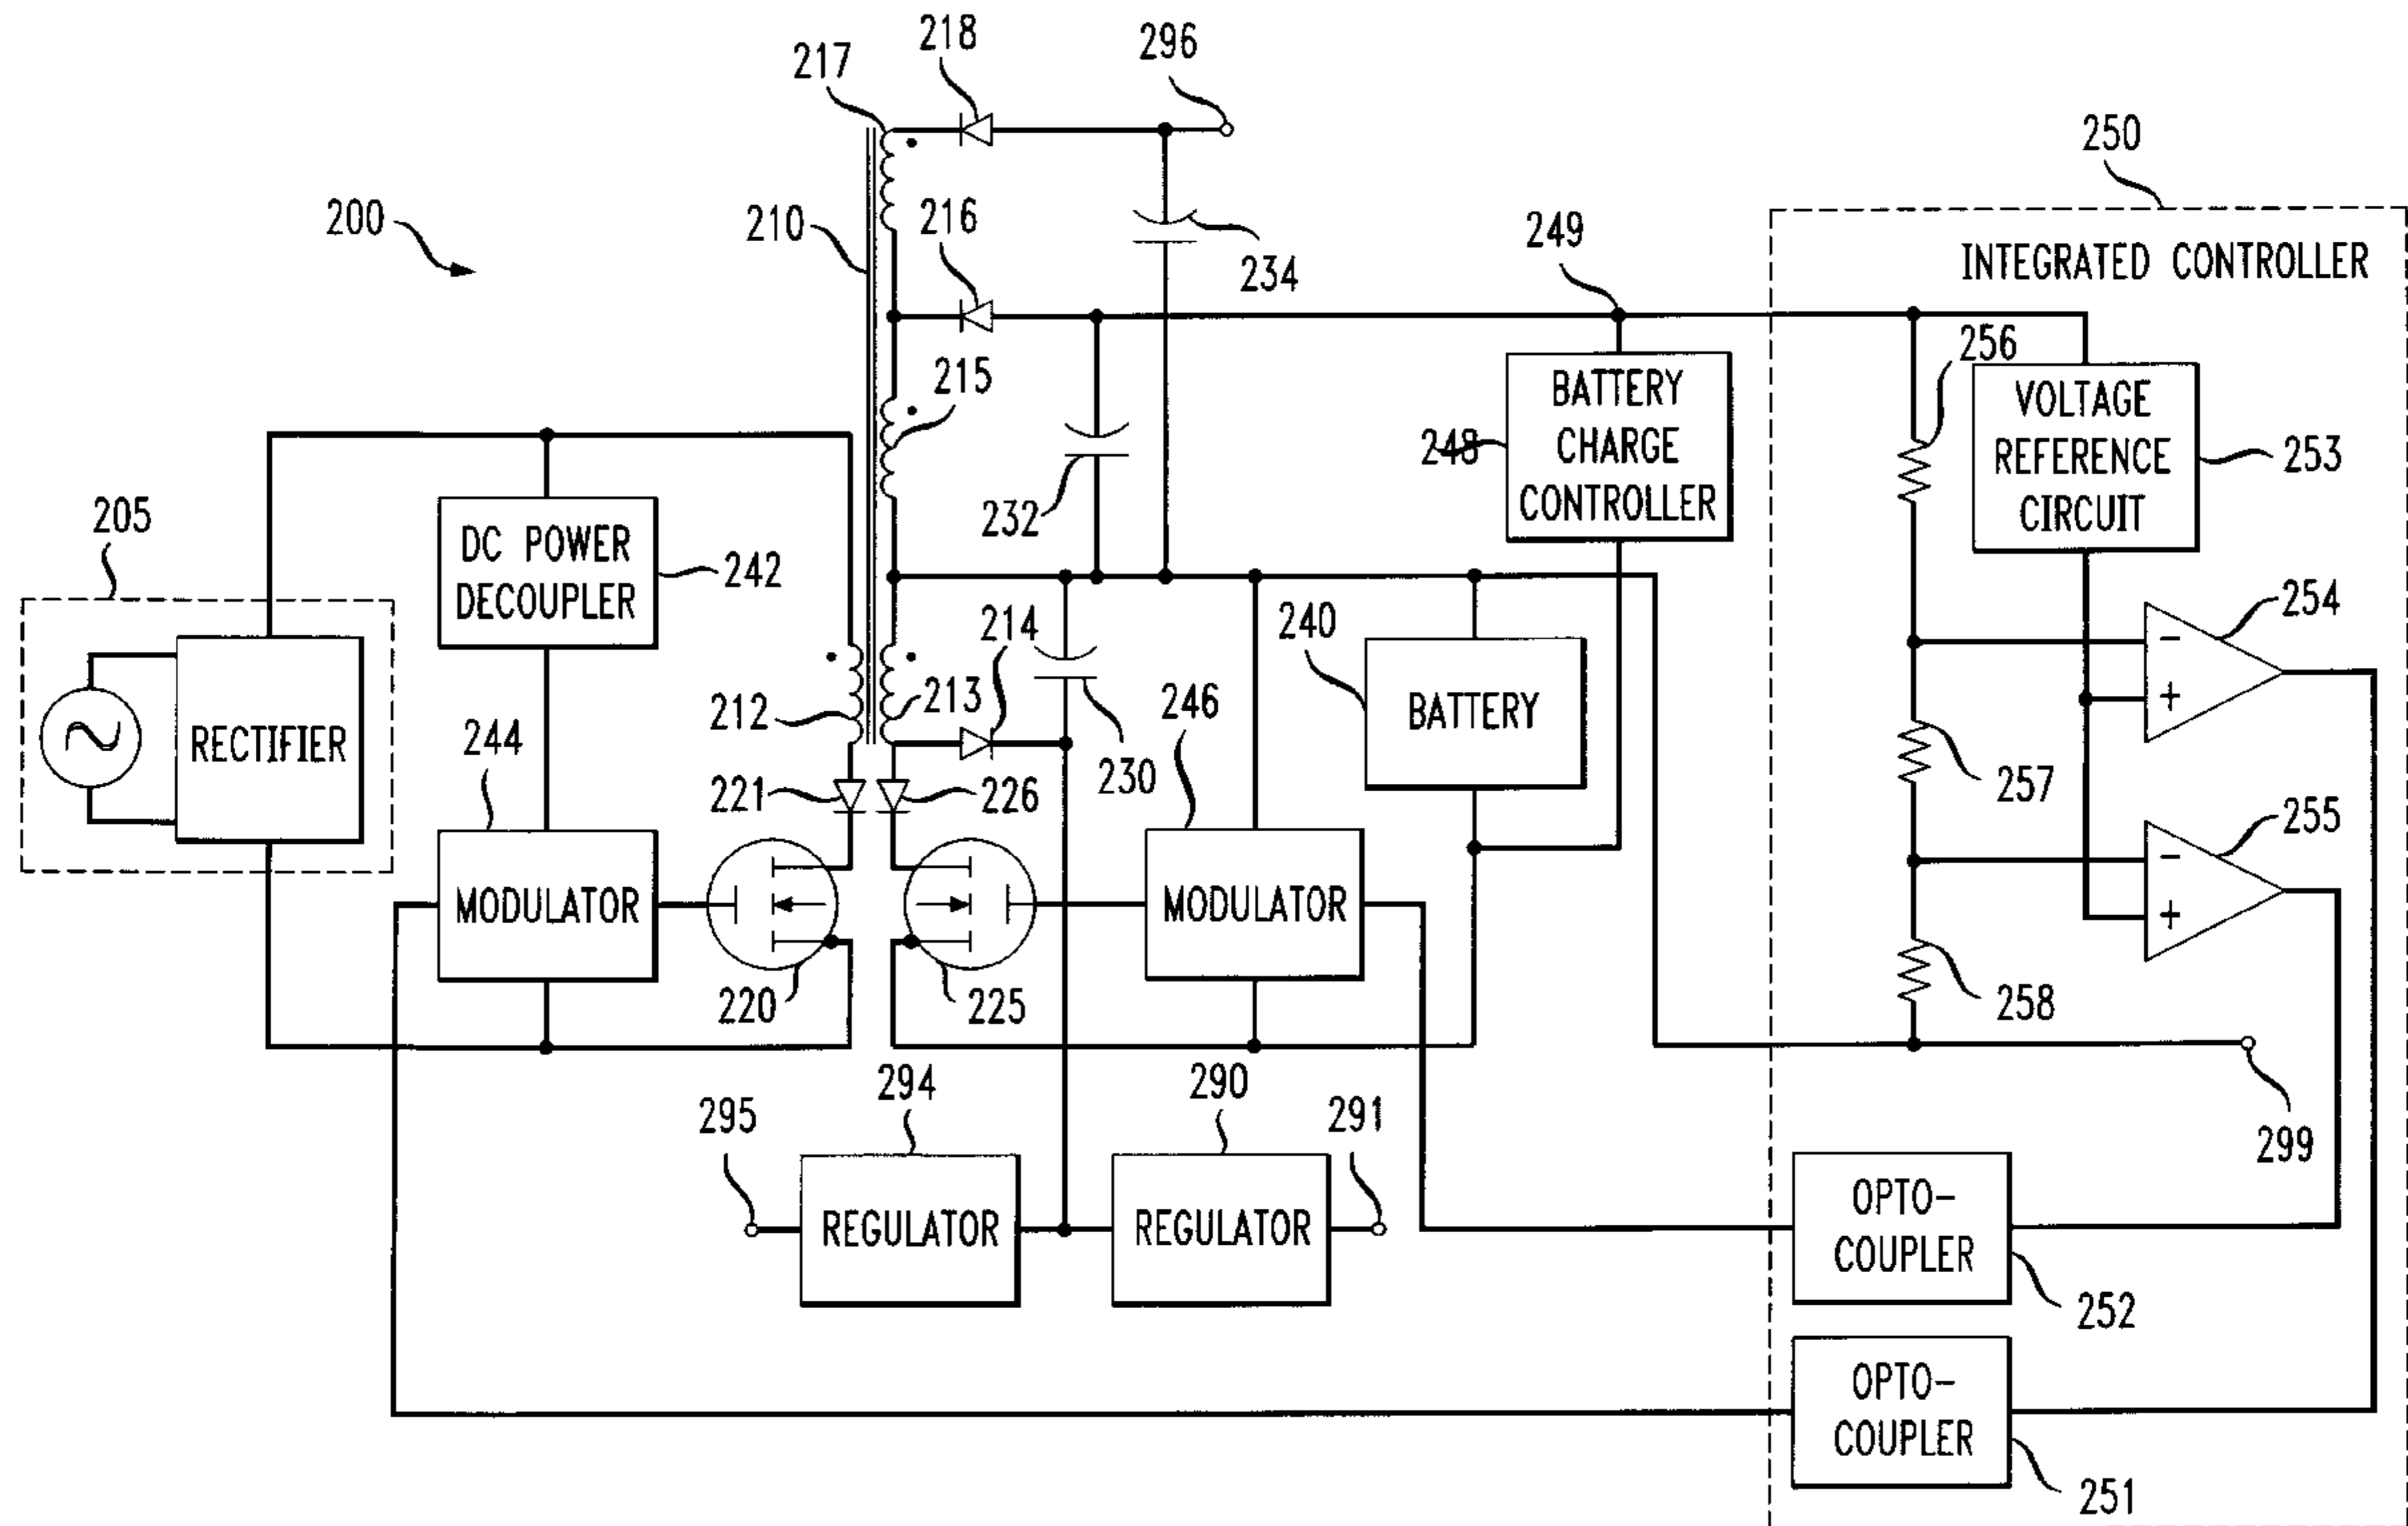 218
296
217
250
200
210
216
249
INTEGRATED CONTROLLER
234
256
215
BATTERY
CHARGE
CONTROLLER
248
VOLTAGE
REFERENCE
CIRCUIT
253
205
DC POWER
DECOUPLER
242
232
214
240
254
−
+
RECTIFIER
244
212
213
246
BATTERY
230
257
221
226
255
−
+
MODULATOR
MODULATOR
220
225
258
294
290
295
291
299
REGULATOR
REGULATOR
OPTO-
COUPLER
252
OPTO-
COUPLER
251